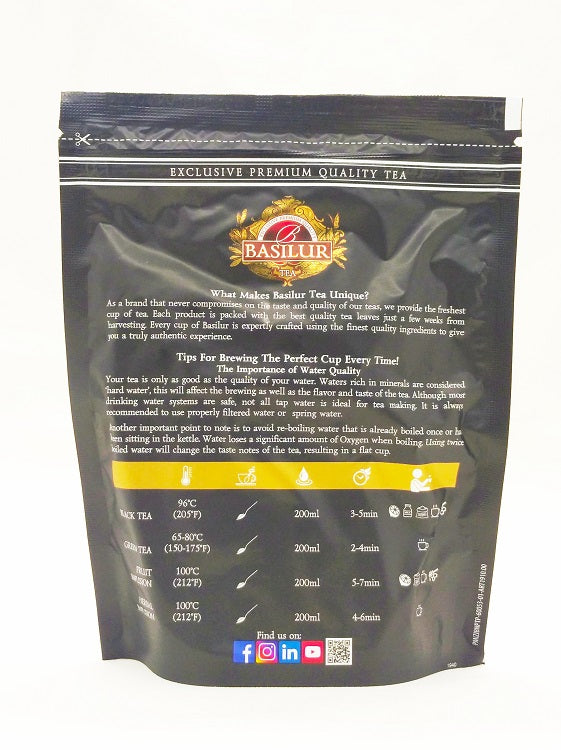 EXCLUSIVE PREMIUM QUALITY TEA
B
BASILUR
TEA
What Makes Basilur Tea Unique?
As a brand that never compromises on the taste and quality of our teas, we provide the freshest
cup of tea. Each product is packed with the best quality tea leaves just a few weeks from
harvesting. Every cup of Basilur is expertly crafted using the finest quality ingredients to give
you a truly authentic experience.
Tips For Brewing The Perfect Cup Every Time!
The Importance of Water Quality
Your tea is only as good as the quality of your water. Waters rich in minerals are considered
'hard water', this will affect the brewing as well as the flavor and taste of the tea. Although most
drinking water systems are safe, not all tap water is ideal for tea making. It is always
recommended to use properly filtered water or spring water.
Another important point to note is to avoid re-boiling water that is already boiled once or ha
been sitting in the kettle. Water loses a significant amount of Oxygen when boiling. Using twice
boiled water will change the taste notes of the tea, resulting in a flat cup.
BLACK TEA 96°C (205°F) 200ml 3-5min
GREEN TEA 65-80°C (150-175°F) 200ml 2-4min
FRUIT INFUSION 100°C (212°F) 200ml 5-7min
HERBAL INFUSION 100°C (212°F) 200ml 4-6min
Find us on: